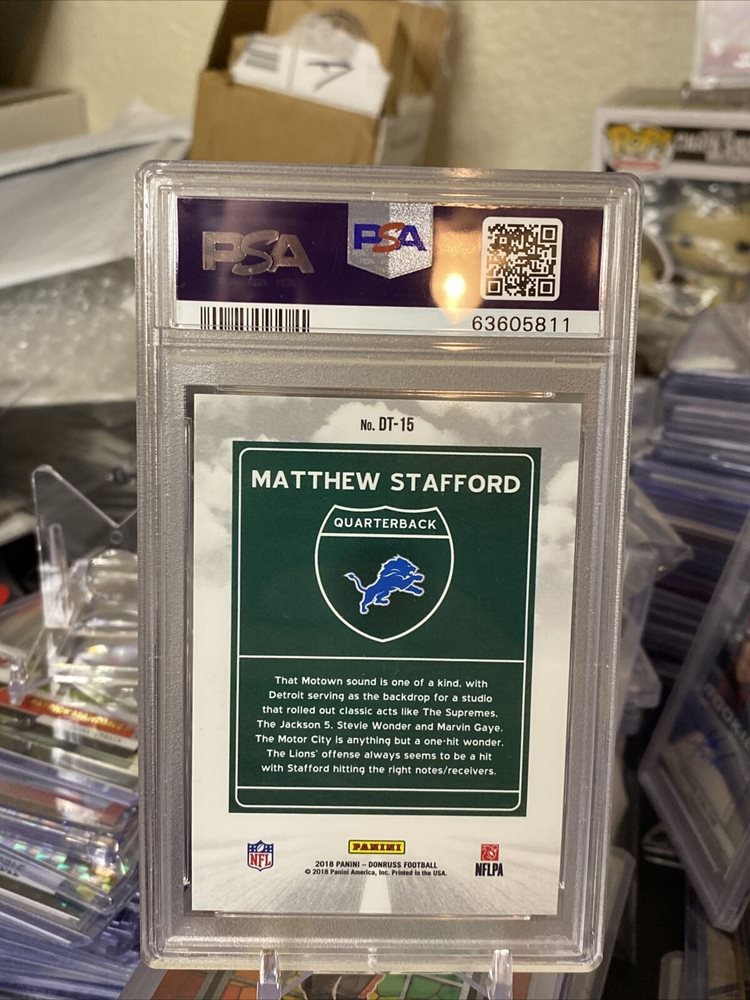 POP!
PSA PSA
63605811
No. DT-15
MATTHEW STAFFORD
QUARTERBACK
That Motown sound is one of a kind, with
Detroit serving as the backdrop for a studio
that rolled out classic acts like The Supremes,
The Jackson 5, Stevie Wonder and Marvin Gaye.
The Motor City is anything but a one-hit wonder.
The Lions' offense always seems to be a hit
with Stafford hitting the right notes/receivers.
NFL
PANINI
NFLPA
2018 PANINI – DONRUSS FOOTBALL
© 2018 Panini America, Inc. Printed in the USA.